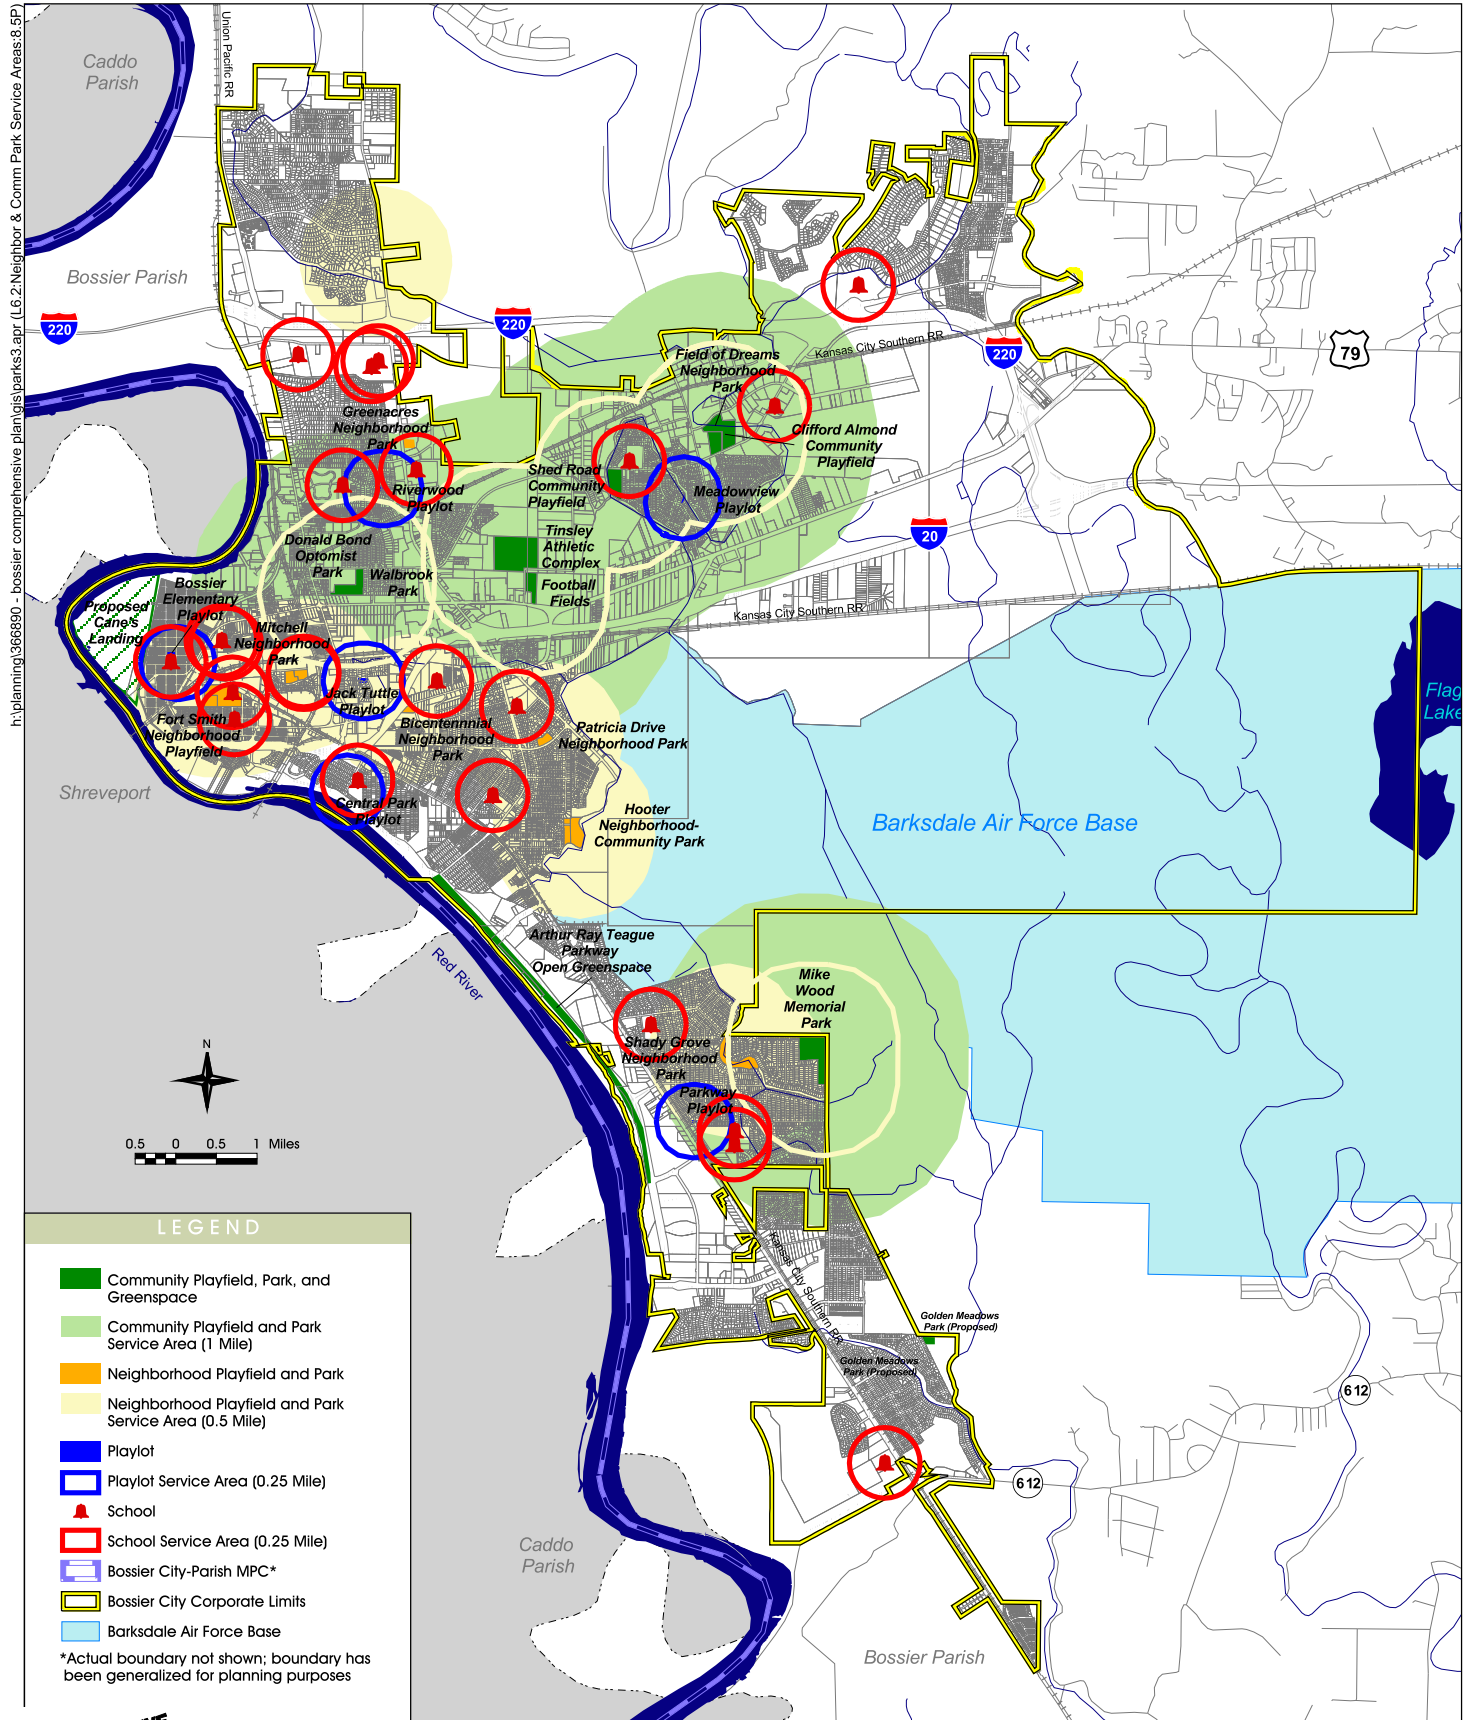 h:\planning\366890 - bossier comprehensive plan\gis\parks3.apr (L6.2:Neighbor & Comm Park Service Areas:8.5P)
Union Pacific RR
Caddo
Parish
Bossier Parish
220
220
220
79
Kansas City Southern RR
Field of Dreams
Neighborhood
Park
Greenacres
Neighborhood
Park
Clifford Almond
Community
Playfield
Shed Road
Community
Playfield
Riverwood
Playlot
Meadowview
Playlot
20
Tinsley
Athletic
Complex
Donald Bond
Optomist
Park
Walbrook
Park
Football
Fields
Bossier
Elementary
Playlot
Proposed
Cane's
Landing
Kansas City Southern RR
Mitchell
Neighborhood
Park
Jack Tuttle
Playlot
Flag
Lake
Fort Smith
Neighborhood
Playfield
Bicentennnial
Neighborhood
Park
Patricia Drive
Neighborhood Park
Shreveport
Central Park
Playlot
Hooter
Neighborhood-
Community Park
Barksdale Air Force Base
Arthur Ray Teague
Parkway
Open Greenspace
Red River
Mike
Wood
Memorial
Park
Shady Grove
Neighborhood
Park
Parkway
Playlot
N
0.5 0 0.5 1 Miles
Kansas City Southern RR
Golden Meadows
Park (Proposed)
Golden Meadows
Park (Proposed)
612
612
Caddo
Parish
Bossier Parish
LEGEND
Community Playfield, Park, and
Greenspace
Community Playfield and Park
Service Area (1 Mile)
Neighborhood Playfield and Park
Neighborhood Playfield and Park
Service Area (0.5 Mile)
Playlot
Playlot Service Area (0.25 Mile)
School
School Service Area (0.25 Mile)
Bossier City-Parish MPC*
Bossier City Corporate Limits
Barksdale Air Force Base
*Actual boundary not shown; boundary has
been generalized for planning purposes